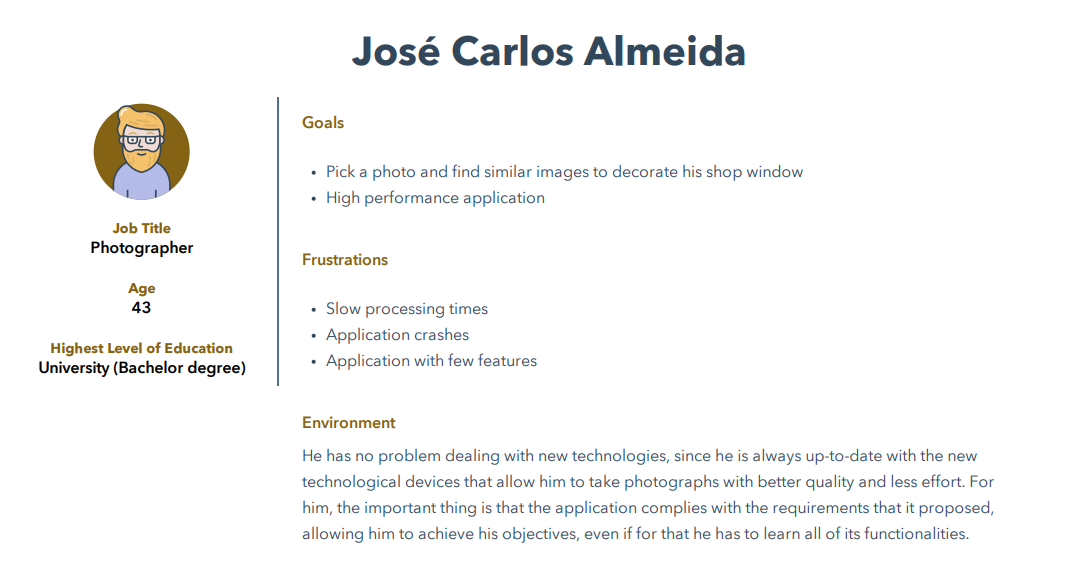 José Carlos Almeida
Job Title
Photographer
Age
43
Highest Level of Education
University (Bachelor degree)
Goals
• Pick a photo and find similar images to decorate his shop window
• High performance application
Frustrations
• Slow processing times
• Application crashes
• Application with few features
Environment
He has no problem dealing with new technologies, since he is always up-to-date with the new
technological devices that allow him to take photographs with better quality and less effort. For
him, the important thing is that the application complies with the requirements that it proposed,
allowing him to achieve his objectives, even if for that he has to learn all of its functionalities.